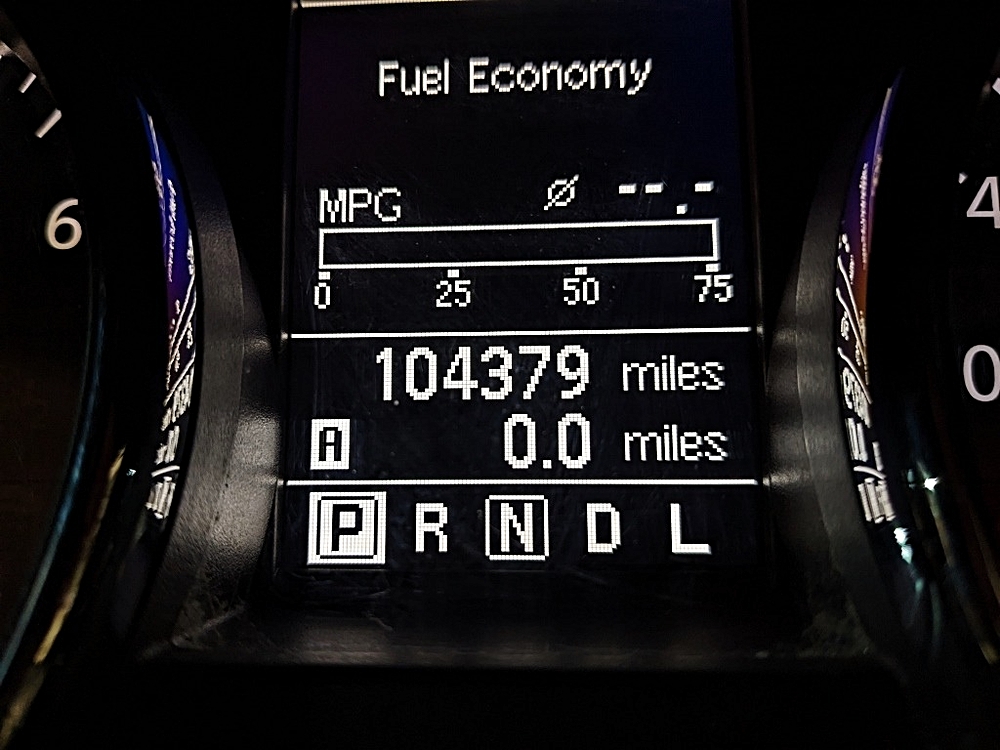 Fuel Economy
6
MPG Ø --.-
4
0 25 50 75
104379 miles
0
A 0.0 miles
P R N D L